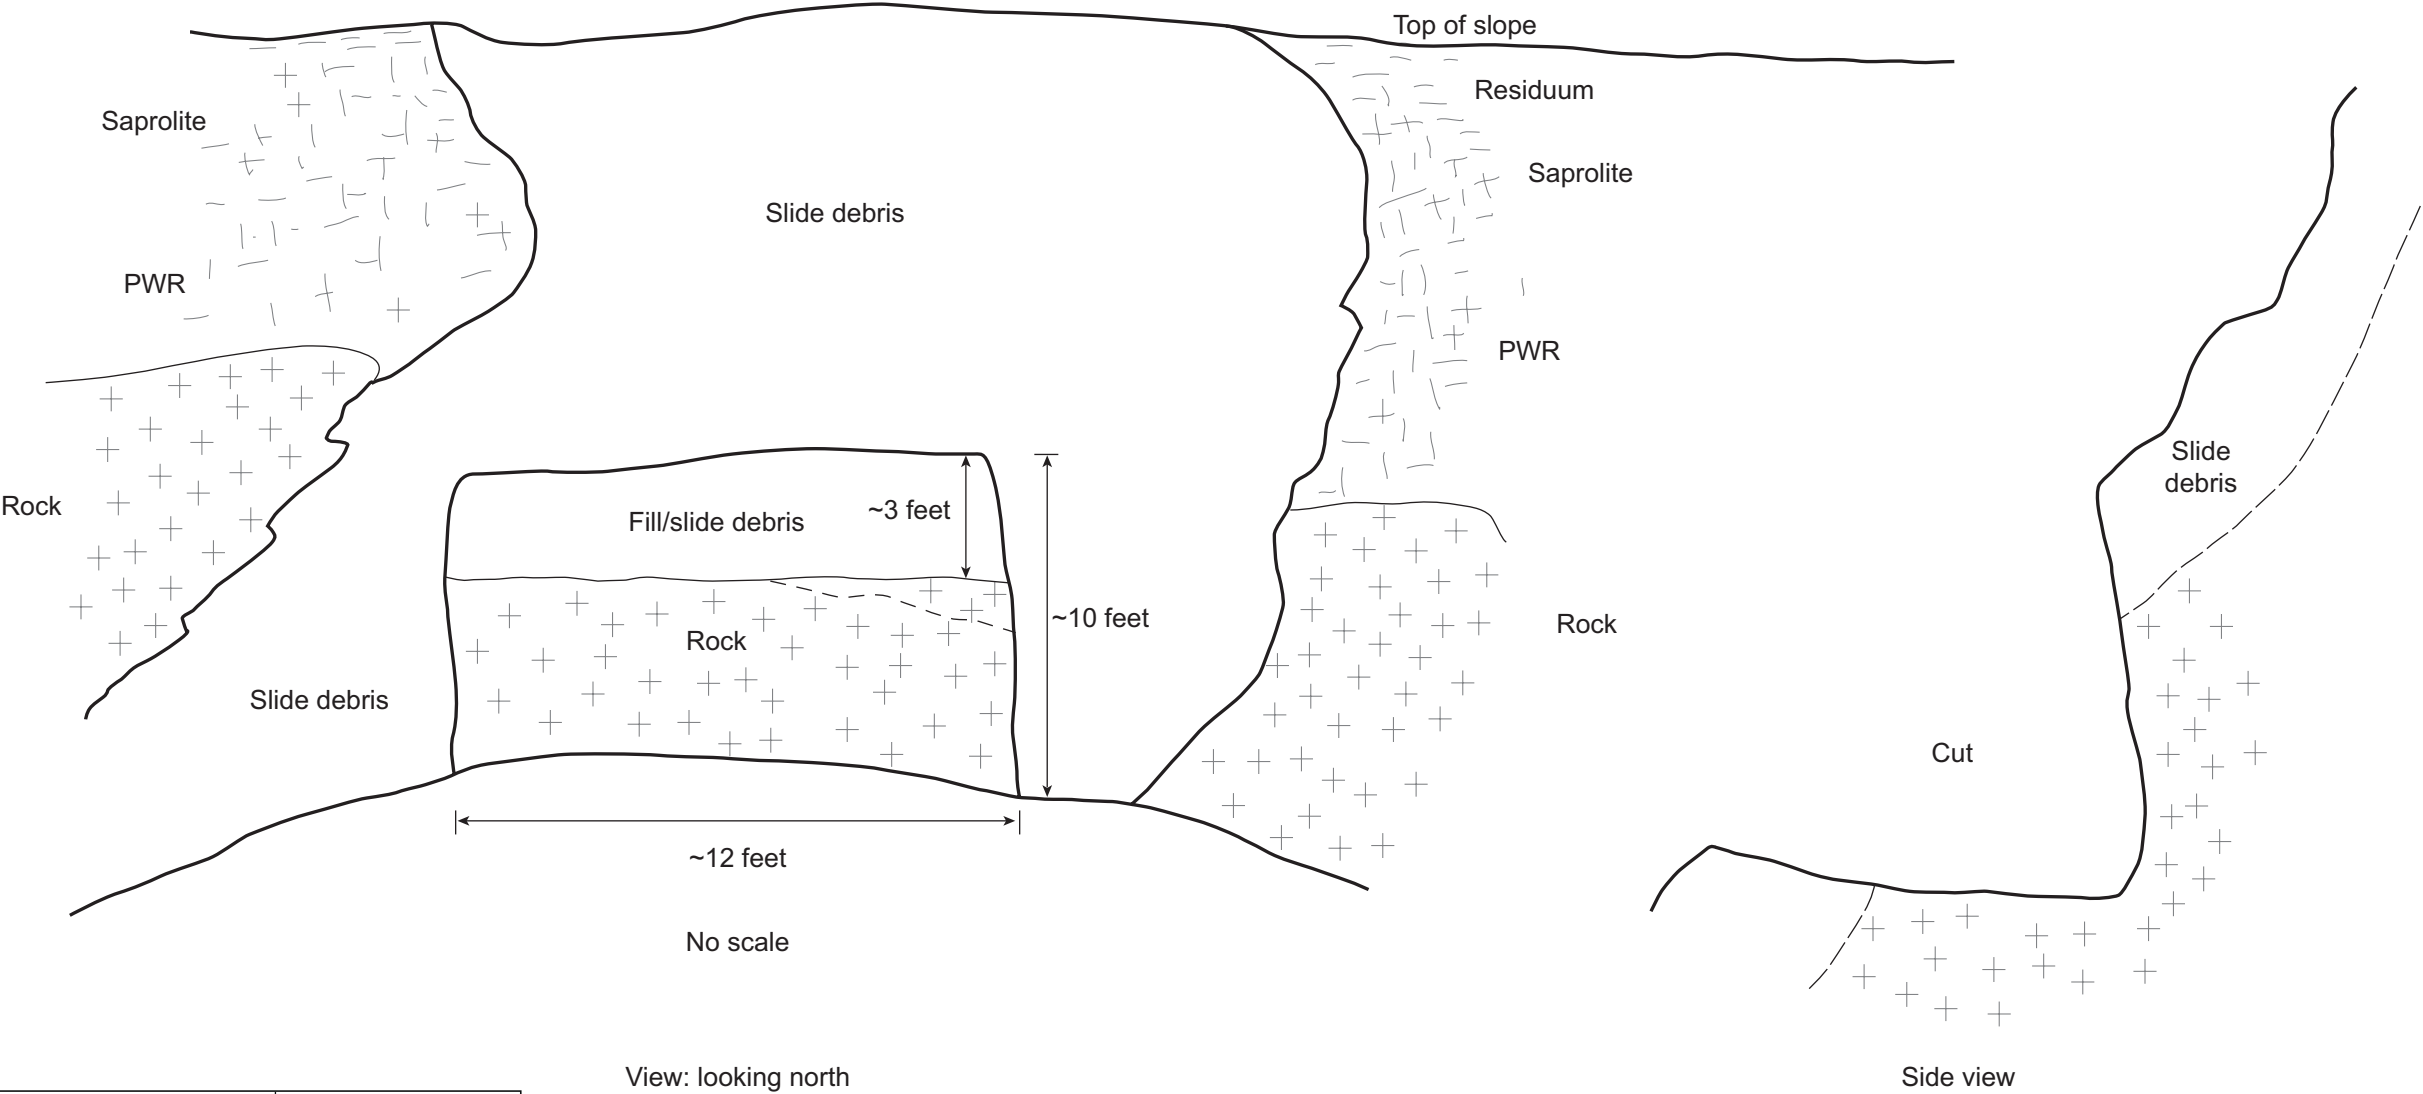 Top of slope
Residuum
Saprolite
Saprolite
Slide debris
PWR
PWR
Slide
debris
Rock
~3 feet
Fill/slide debris
~10 feet
Rock
Rock
Slide debris
Cut
~12 feet
No scale
View: looking north
Side view